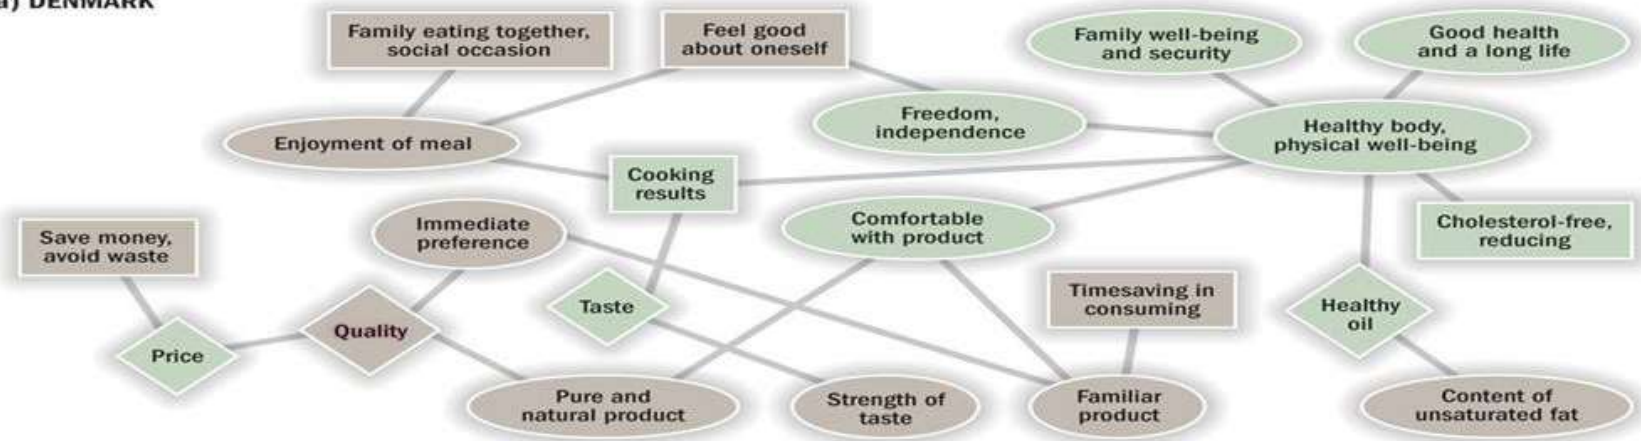 a) DENMARK
Family eating together,
social occasion
Feel good
about oneself
Family well-being
and security
Good health
and a long life
Freedom,
independence
Healthy body,
physical well-being
Enjoyment of meal
Cooking
results
Immediate
preference
Comfortable
with product
Cholesterol-free,
reducing
Save money,
avoid waste
Timesaving in
consuming
Taste
Healthy
oil
Quality
Price
Pure and
natural product
Strength of
taste
Familiar
product
Content of
unsaturated fat